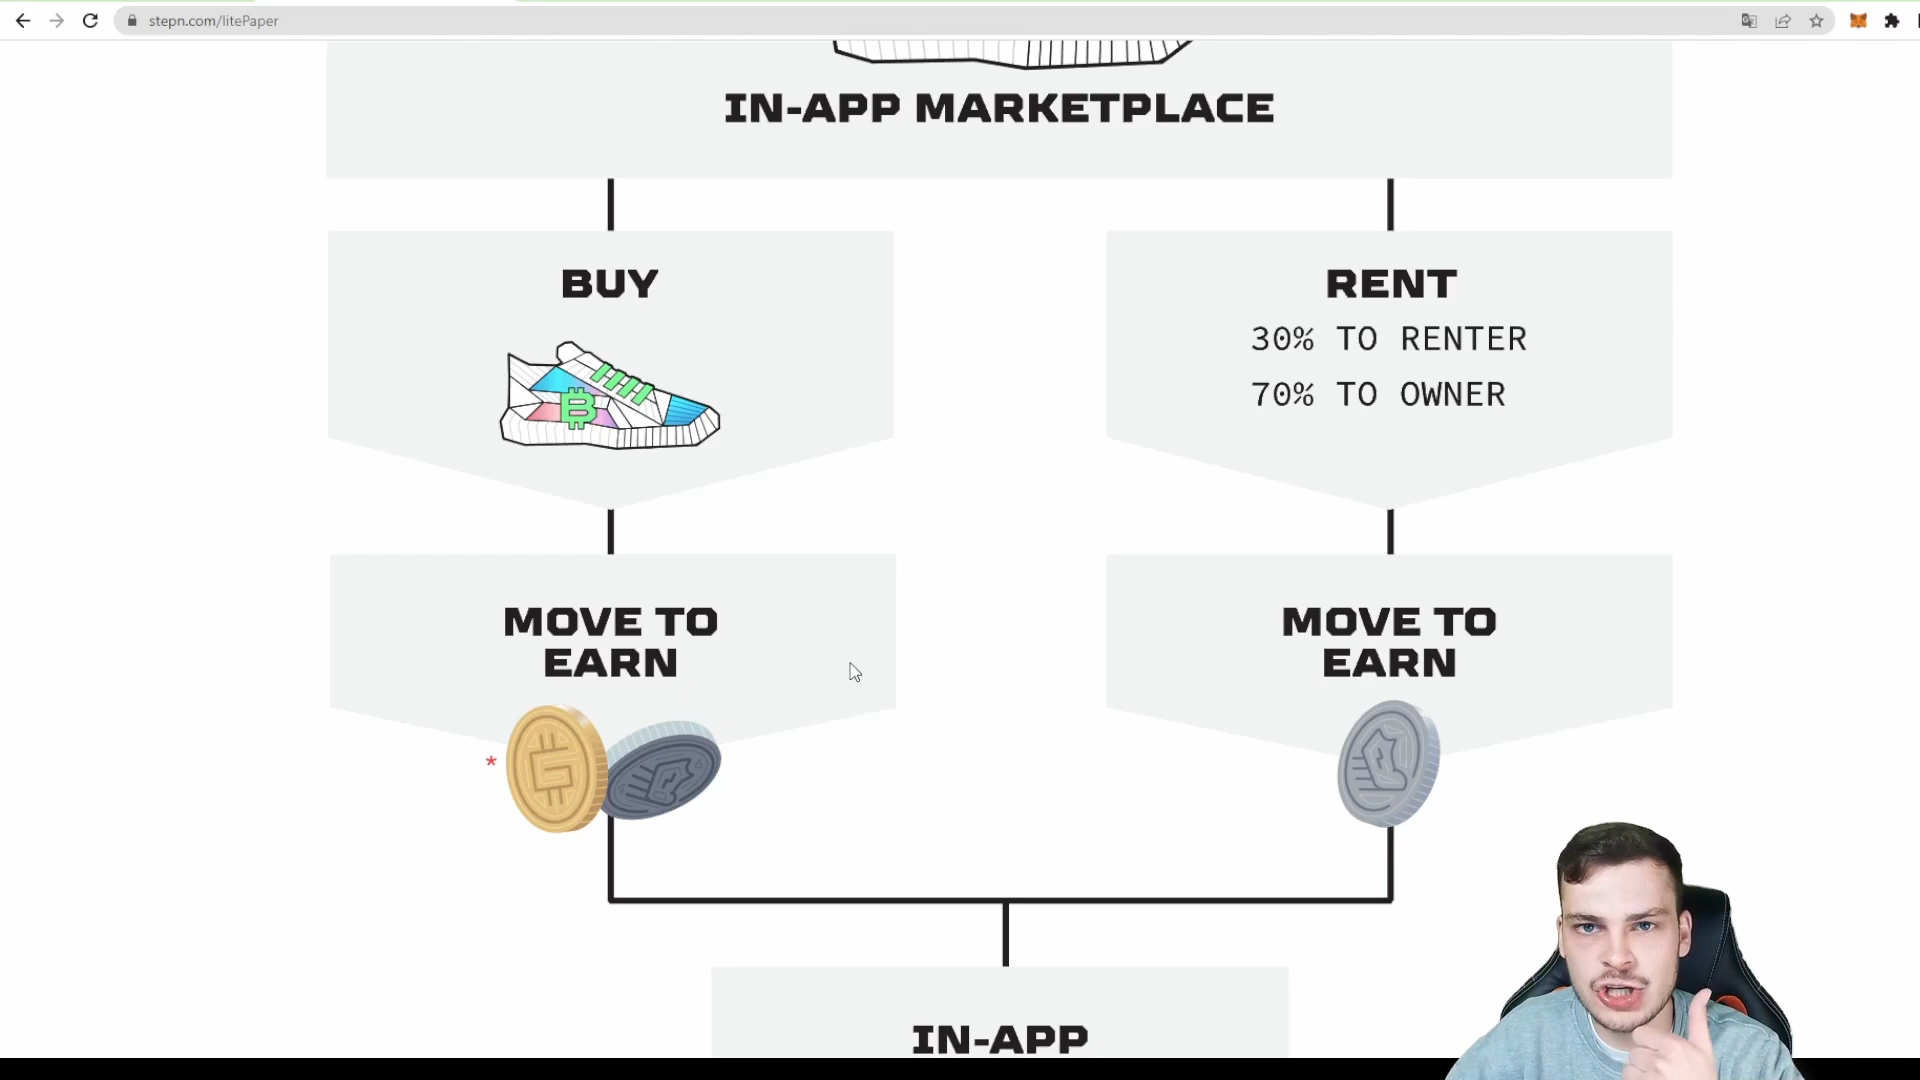 stepn.com/litePaper
IN-APP MARKETPLACE
BUY
RENT
30% TO RENTER
70% TO OWNER
MOVE TO
EARN
MOVE TO
EARN
*
IN-APP